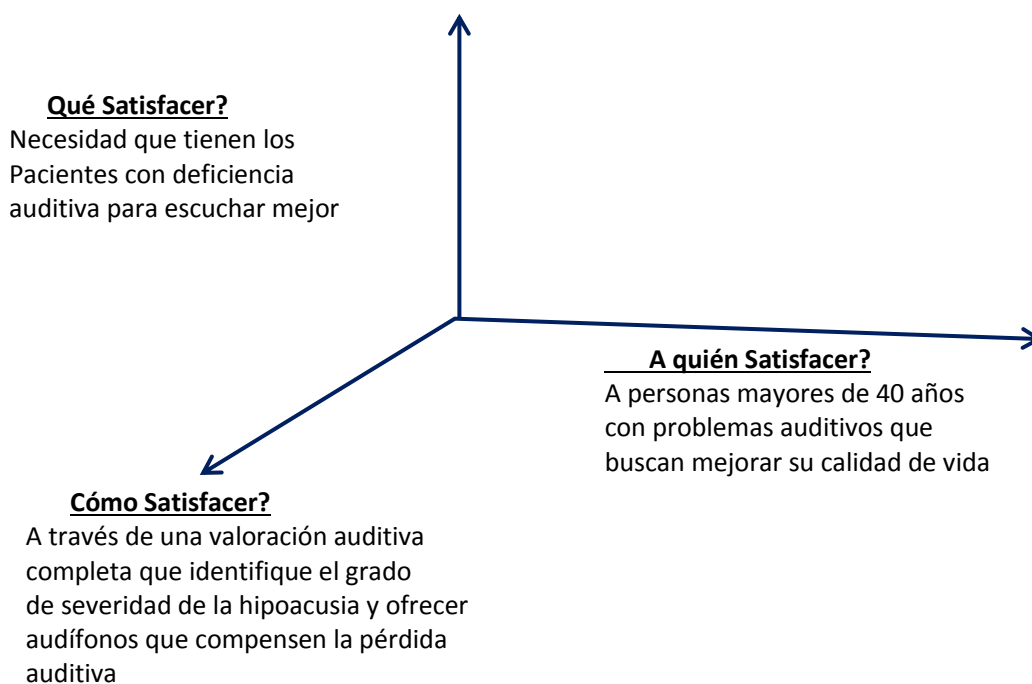 Qué Satisfacer?
Necesidad que tienen los
Pacientes con deficiencia
auditiva para escuchar mejor
A quién Satisfacer?
A personas mayores de 40 años
con problemas auditivos que
buscan mejorar su calidad de vida
Cómo Satisfacer?
A través de una valoración auditiva
completa que identifique el grado
de severidad de la hipoacusia y ofrecer
audífonos que compensen la pérdida
auditiva